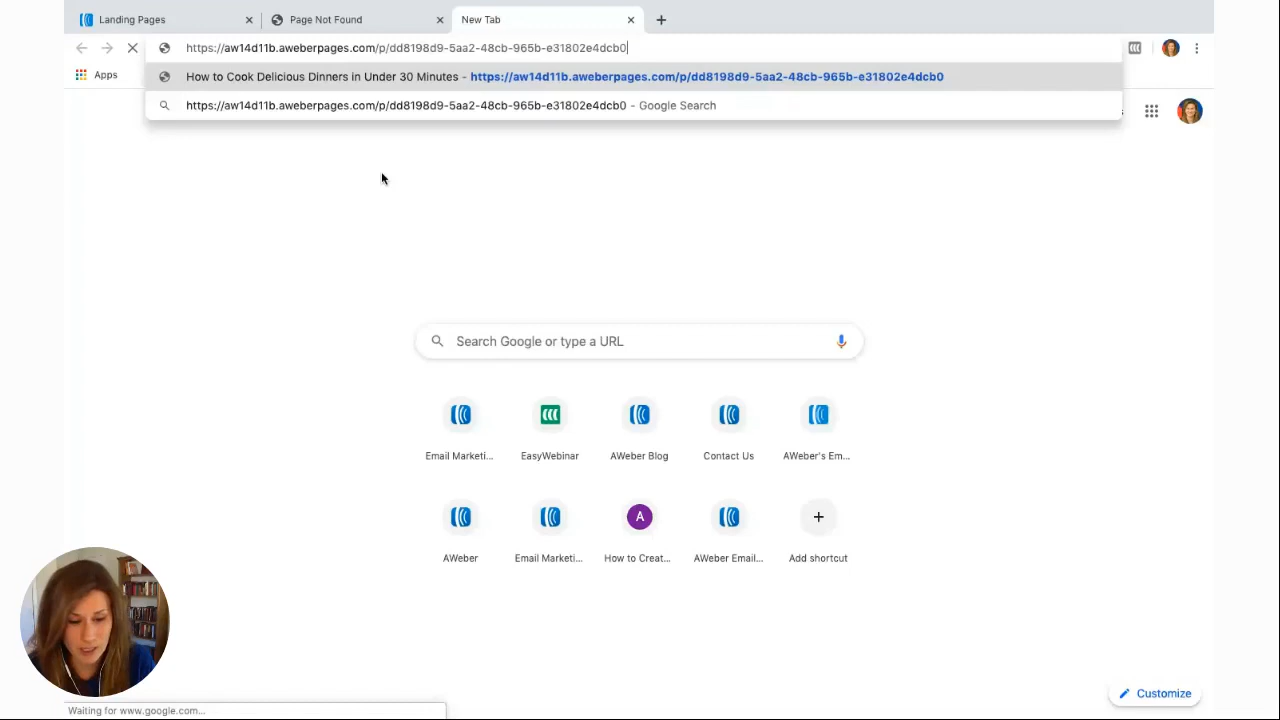 Landing Pages
Page Not Found
New Tab
https://aw14d11b.aweberpages.com/p/dd8198d9-5aa2-48cb-965b-e31802e4dcb0
Apps
How to Cook Delicious Dinners in Under 30 Minutes - https://aw14d11b.aweberpages.com/p/dd8198d9-5aa2-48cb-965b-e31802e4dcb0
https://aw14d11b.aweberpages.com/p/dd8198d9-5aa2-48cb-965b-e31802e4dcb0 - Google Search
Search Google or type a URL
Email Marketi...
EasyWebinar
AWeber Blog
Contact Us
AWeber's Em...
A
AWeber
Email Marketi...
How to Creat...
AWeber Email...
Add shortcut
Customize
Waiting for www.google.com...